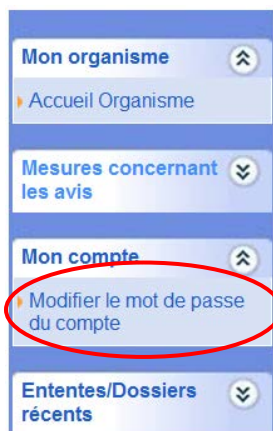 Mon organisme
Accueil Organisme
Mesures concernant
les avis
Mon compte
Modifier le mot de passe
du compte
Ententes/Dossiers
récents